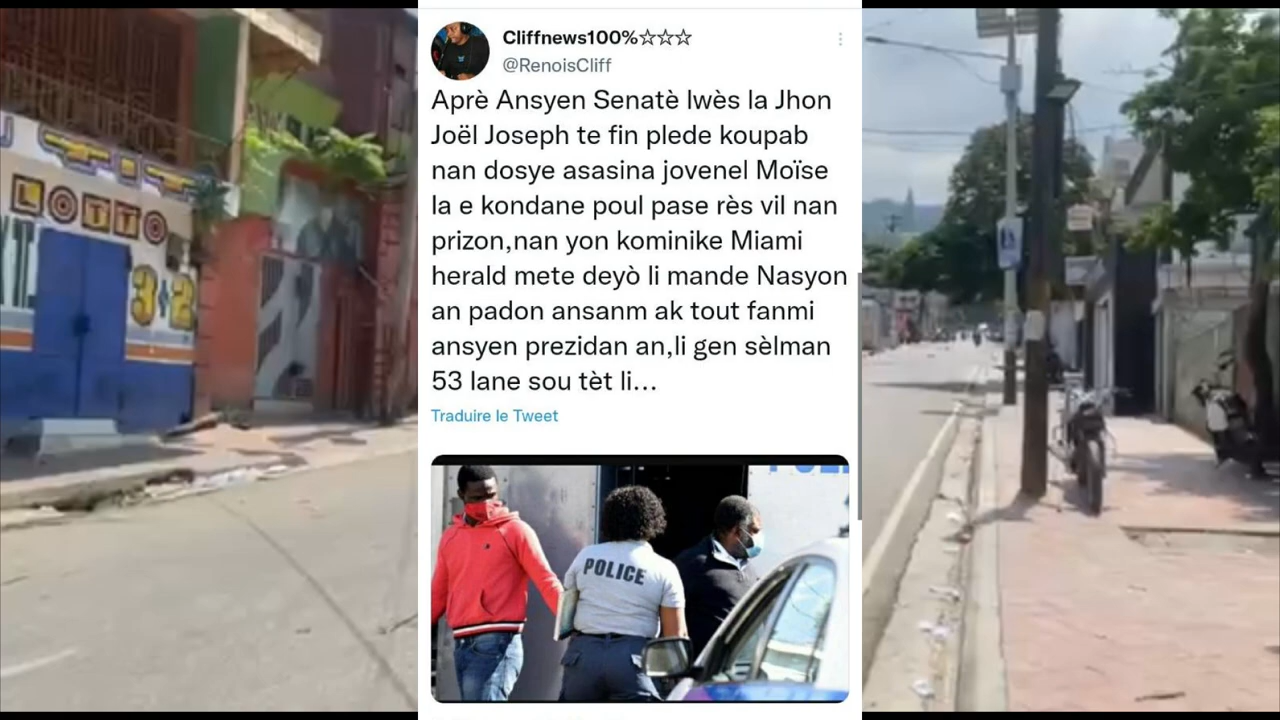 Cliffnews100%☆☆☆
@RenoisCliff
Aprè Ansyen Senatè lwès la Jhon
Joël Joseph te fin plede koupab
nan dosye asasina jovenel Moïse
la e kondane poul pase rès vil nan
prizon,nan yon kominike Miami
herald mete deyò li mande Nasyon
an padon ansanm ak tout fanmi
ansyen prezidan an,li gen sèlman
53 lane sou tèt li...
Traduire le Tweet
POLICE
LOTTO
3+2